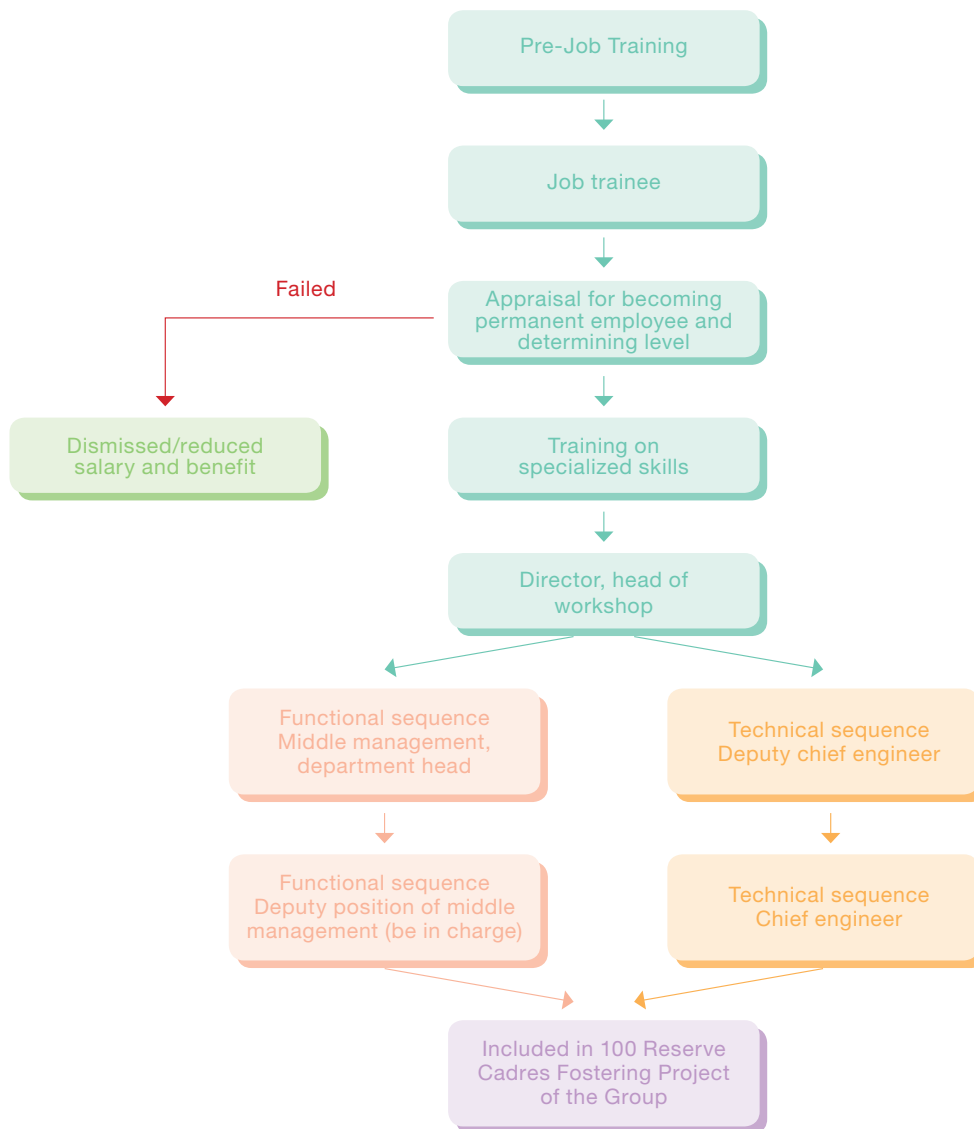 Pre-Job Training
Job trainee
Failed
Appraisal for becoming
permanent employee and
determining level
Dismissed/reduced
salary and benefit
Training on
specialized skills
Director, head of
workshop
Functional sequence
Middle management,
department head
Technical sequence
Deputy chief engineer
Functional sequence
Deputy position of middle
management (be in charge)
Technical sequence
Chief engineer
Included in 100 Reserve
Cadres Fostering Project
of the Group